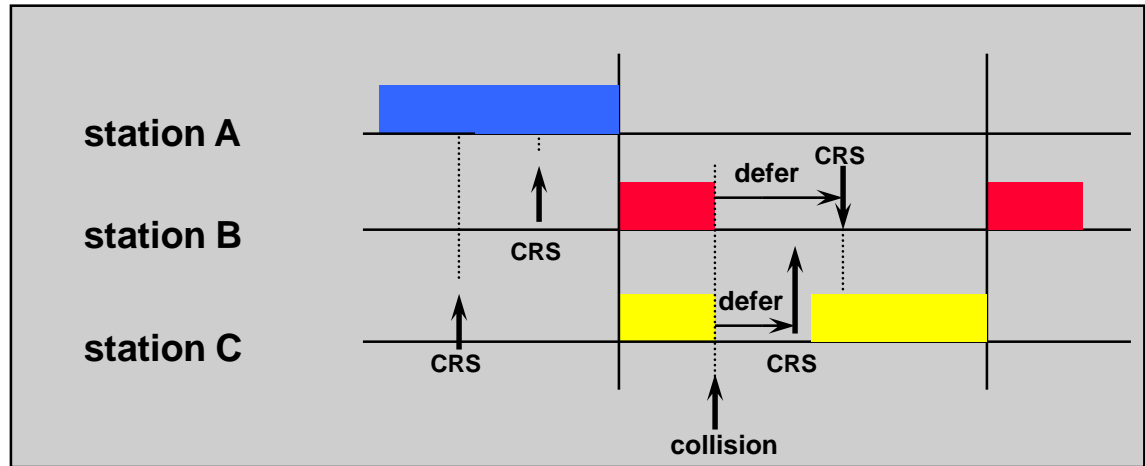 station A
CRS
defer
station B
CRS
defer
station C
CRS
CRS
collision